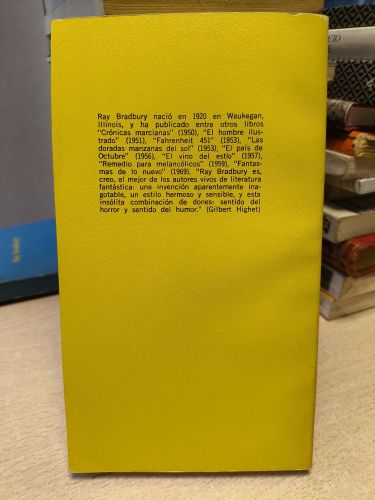 Ray Bradbury nació en 1920 en Waukegan,
Illinois, y ha publicado entre otros libros
"Crónicas marcianas" (1950), "El hombre ilus-
trado" (1951), "Fahrenheit 451" (1953), "Las
doradas manzanas del sol" (1953), "El país de
Octubre" (1956), "El vino del estío" (1957),
"Remedio para melancólicos" (1959), "Fantas-
mas de lo nuevo" (1969). "Ray Bradbury es,
creo, el mejor de los autores vivos de literatura
fantástica: una invención aparentemente ina-
gotable, un estilo hermoso y sensible, y esta
insólita combinación de dones: sentido del
horror y sentido del humor." (Gilbert Highet)